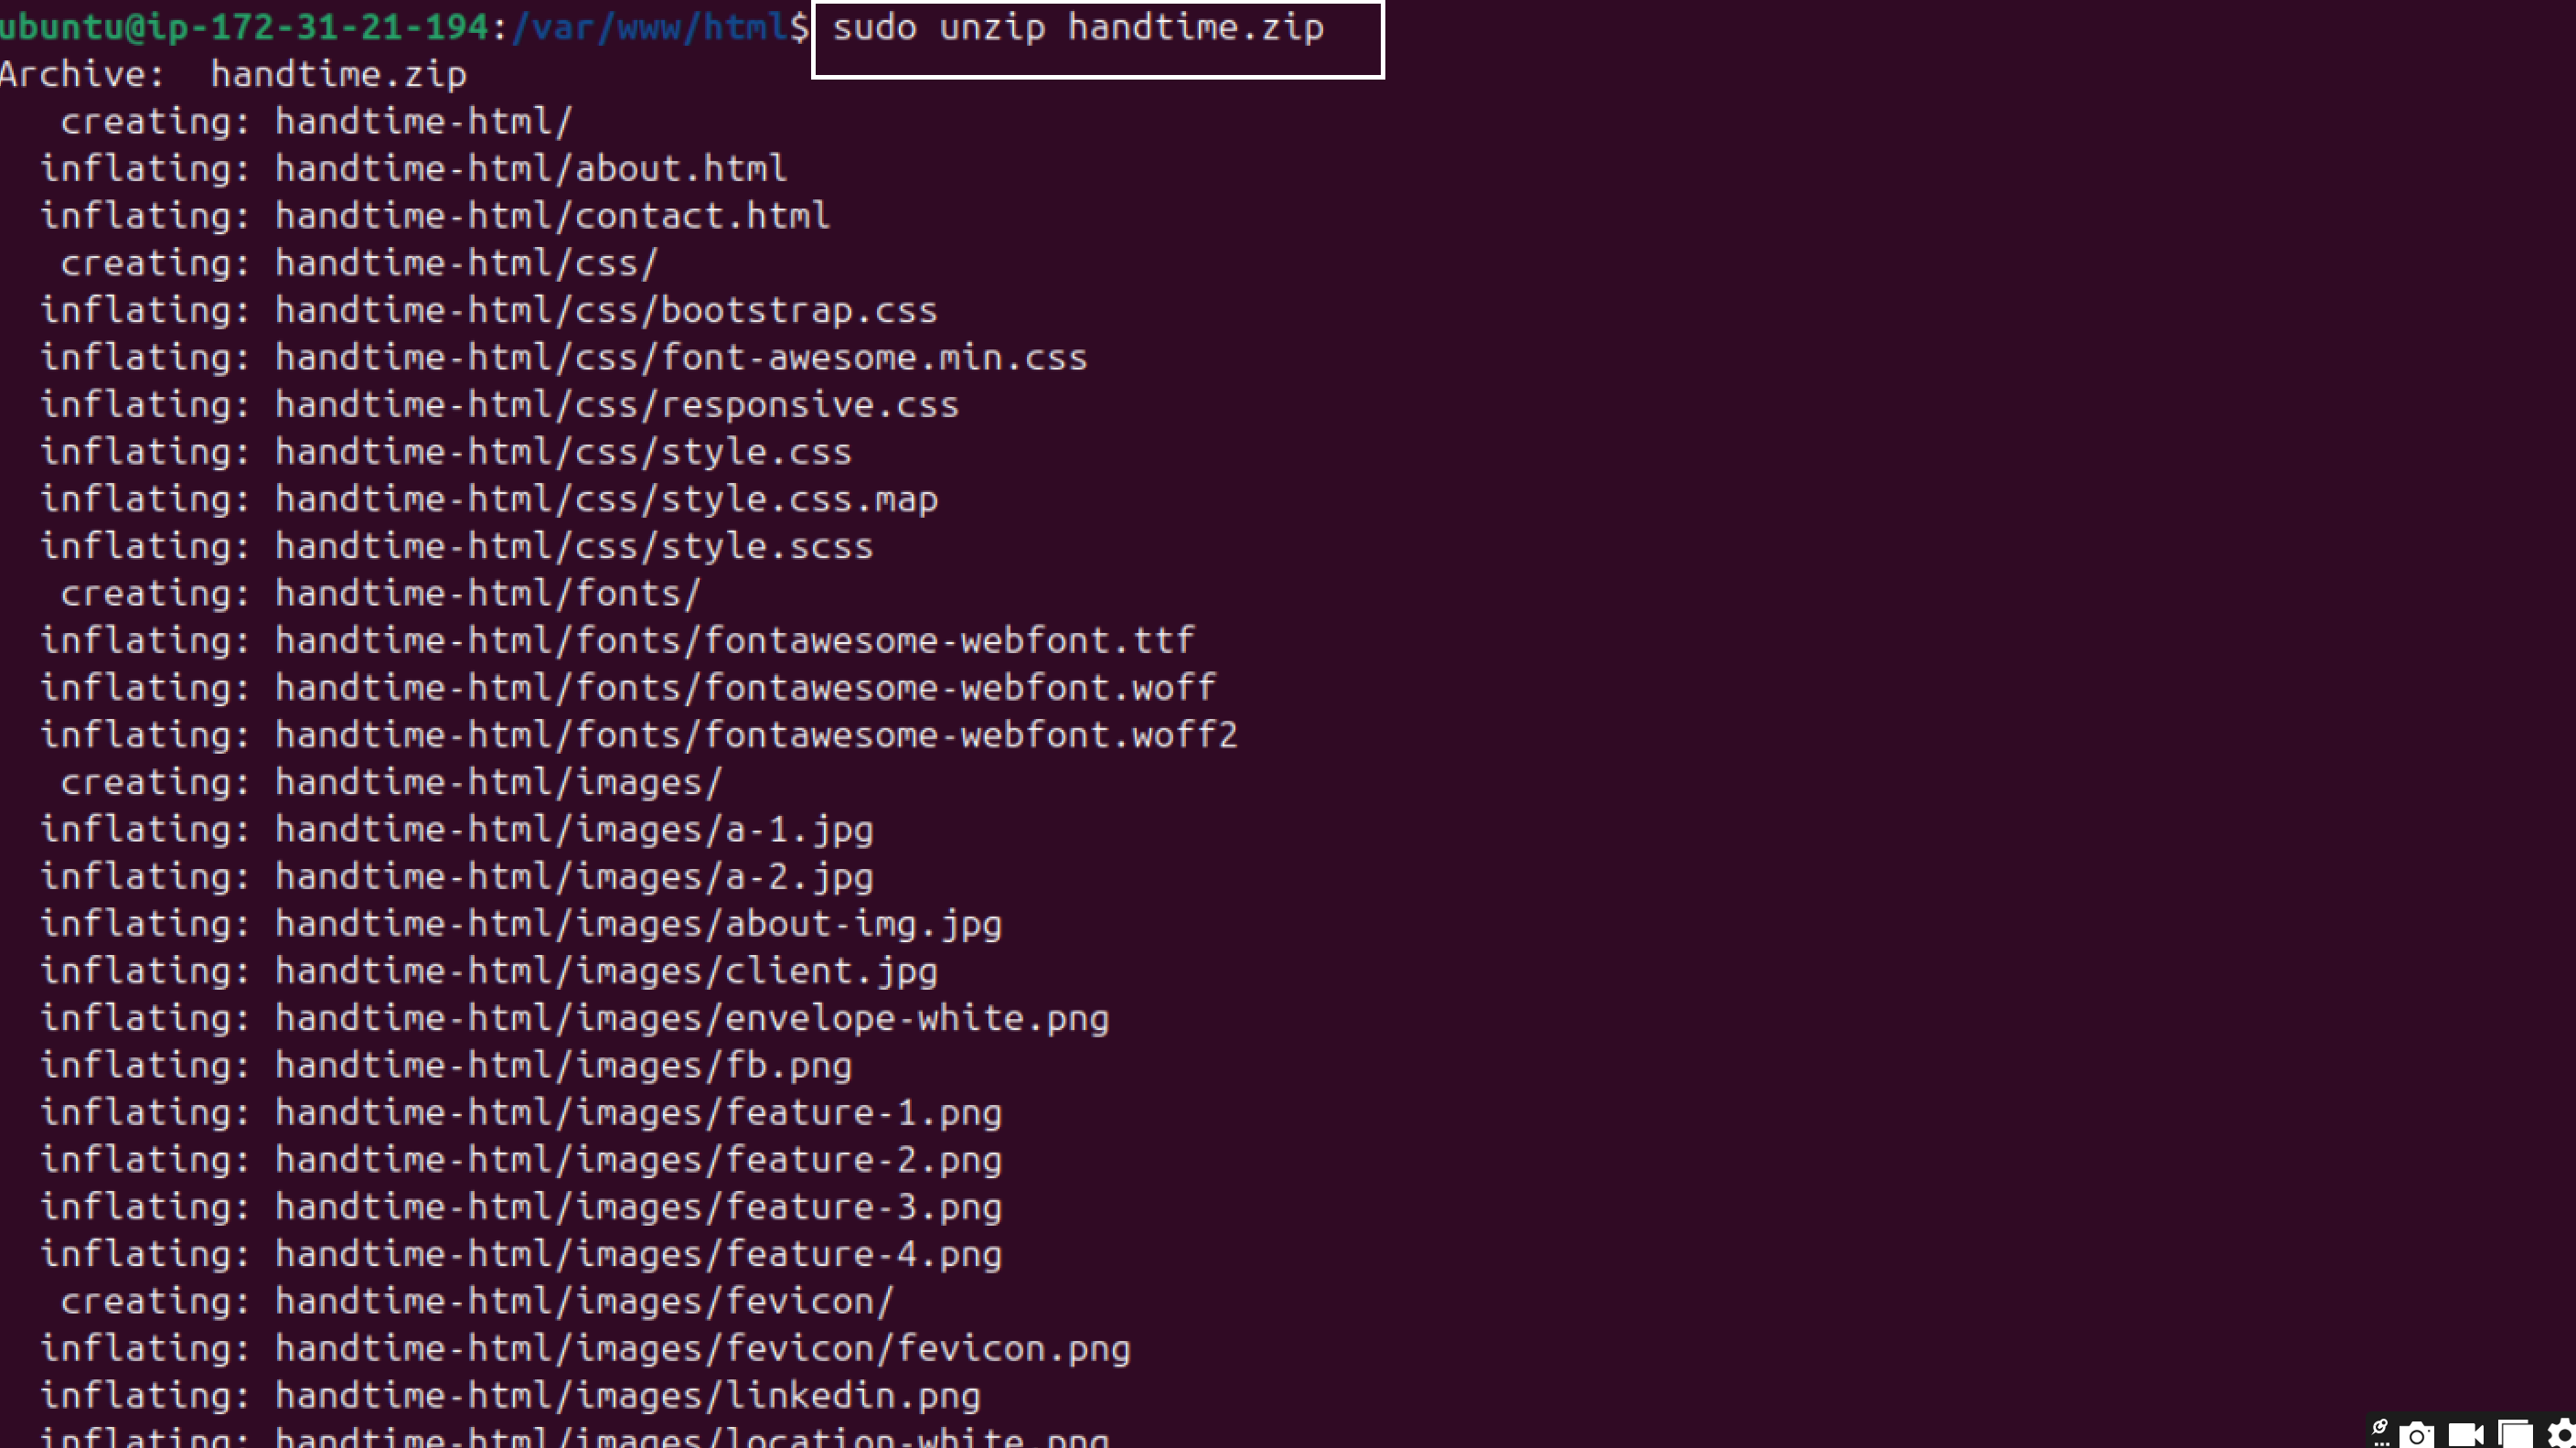 ubuntu@ip-172-31-21-194:/var/www/html$ sudo unzip handtime.zip
Archive:  handtime.zip
   creating: handtime-html/
  inflating: handtime-html/about.html
  inflating: handtime-html/contact.html
   creating: handtime-html/css/
  inflating: handtime-html/css/bootstrap.css
  inflating: handtime-html/css/font-awesome.min.css
  inflating: handtime-html/css/responsive.css
  inflating: handtime-html/css/style.css
  inflating: handtime-html/css/style.css.map
  inflating: handtime-html/css/style.scss
   creating: handtime-html/fonts/
  inflating: handtime-html/fonts/fontawesome-webfont.ttf
  inflating: handtime-html/fonts/fontawesome-webfont.woff
  inflating: handtime-html/fonts/fontawesome-webfont.woff2
   creating: handtime-html/images/
  inflating: handtime-html/images/a-1.jpg
  inflating: handtime-html/images/a-2.jpg
  inflating: handtime-html/images/about-img.jpg
  inflating: handtime-html/images/client.jpg
  inflating: handtime-html/images/envelope-white.png
  inflating: handtime-html/images/fb.png
  inflating: handtime-html/images/feature-1.png
  inflating: handtime-html/images/feature-2.png
  inflating: handtime-html/images/feature-3.png
  inflating: handtime-html/images/feature-4.png
   creating: handtime-html/images/fevicon/
  inflating: handtime-html/images/fevicon/fevicon.png
  inflating: handtime-html/images/linkedin.png
  inflating: handtime-html/images/location-white.png